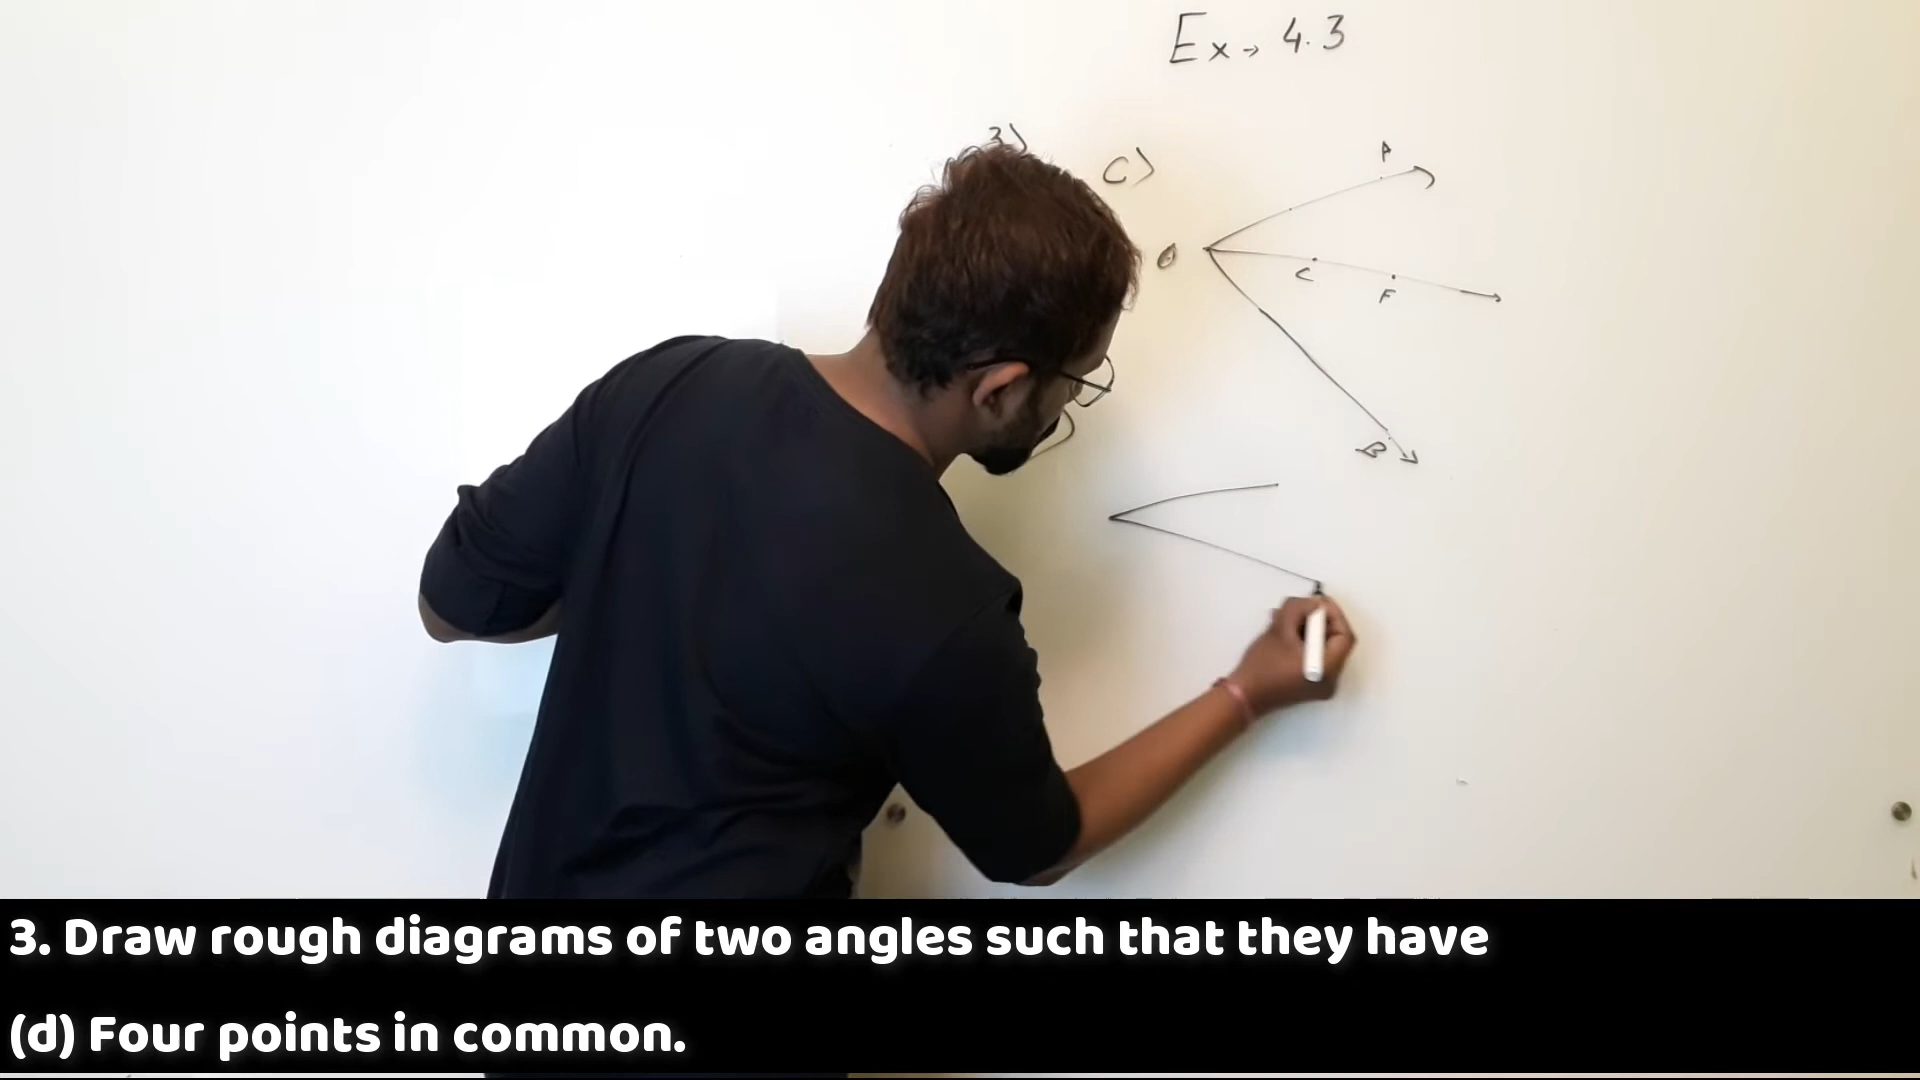 Ex → 4.3
3)
C)
A
O
C
F
B
3. Draw rough diagrams of two angles such that they have
(d) Four points in common.